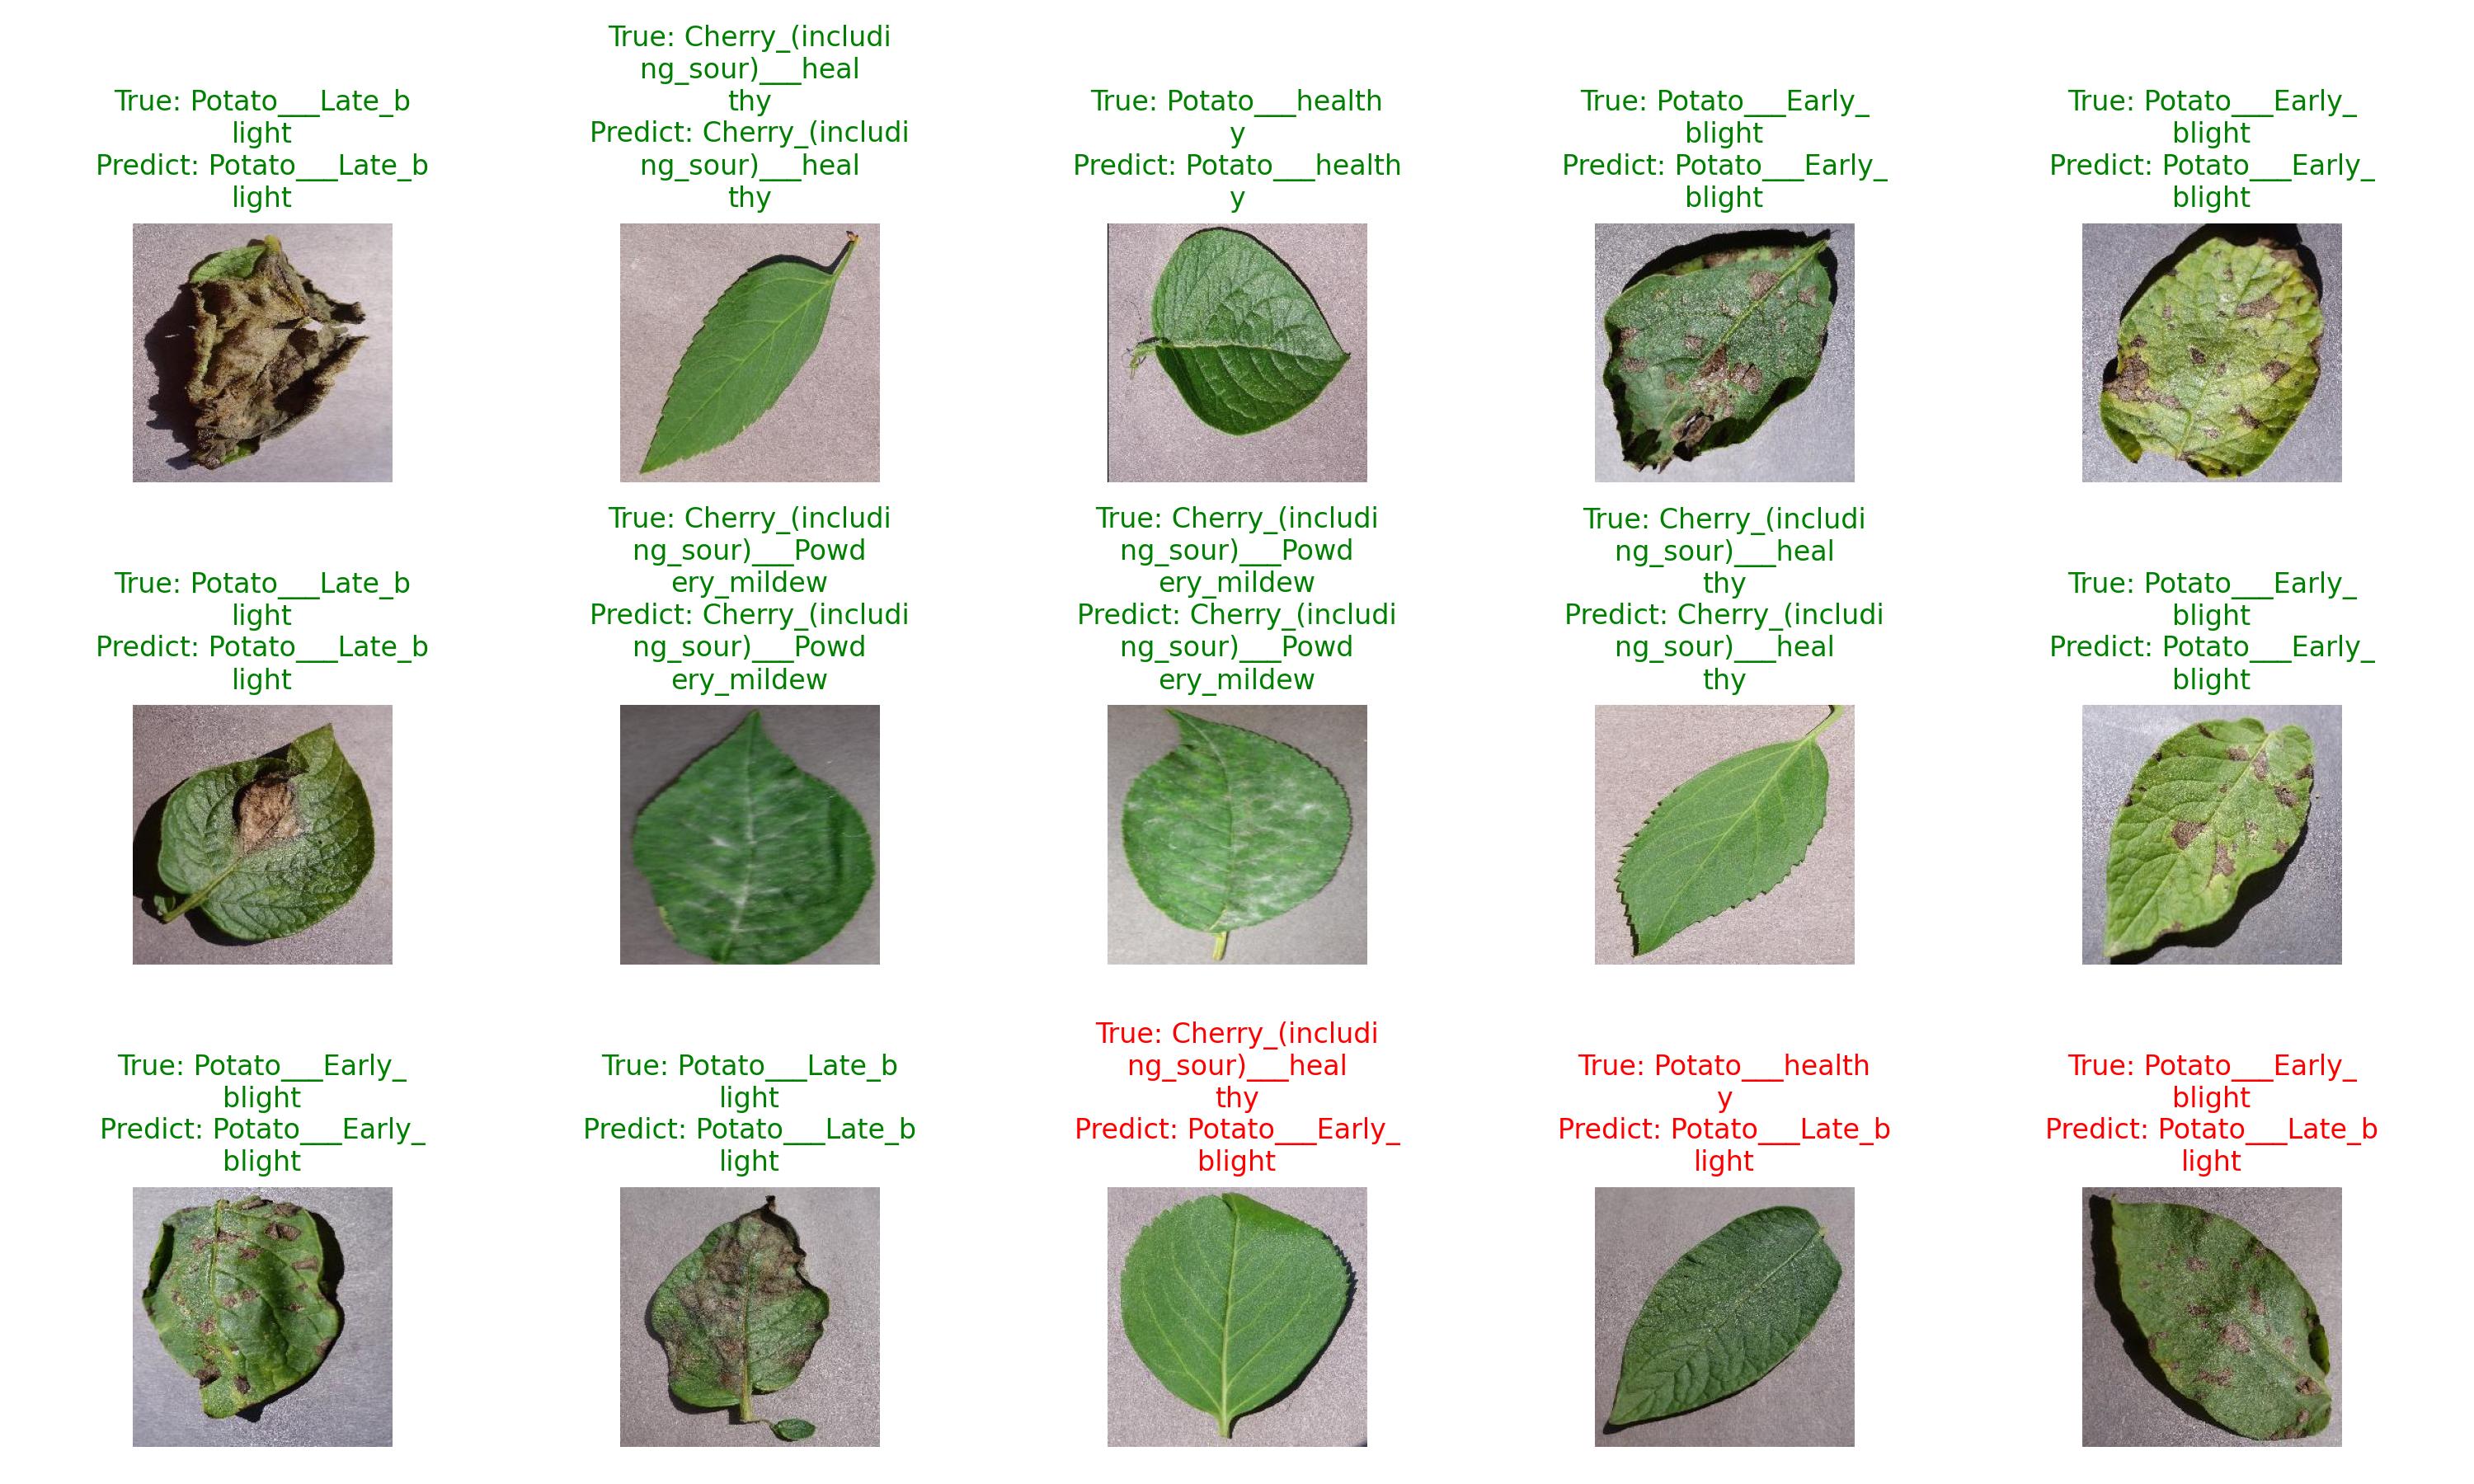 True: Potato___Late_b
light
Predict: Potato___Late_b
light
True: Cherry_(includi
ng_sour)___heal
thy
Predict: Cherry_(includi
ng_sour)___heal
thy
True: Potato___health
y
Predict: Potato___health
y
True: Potato___Early_
blight
Predict: Potato___Early_
blight
True: Potato___Early_
blight
Predict: Potato___Early_
blight
True: Potato___Late_b
light
Predict: Potato___Late_b
light
True: Cherry_(includi
ng_sour)___Powd
ery_mildew
Predict: Cherry_(includi
ng_sour)___Powd
ery_mildew
True: Cherry_(includi
ng_sour)___Powd
ery_mildew
Predict: Cherry_(includi
ng_sour)___Powd
ery_mildew
True: Cherry_(includi
ng_sour)___heal
thy
Predict: Cherry_(includi
ng_sour)___heal
thy
True: Potato___Early_
blight
Predict: Potato___Early_
blight
True: Potato___Early_
blight
Predict: Potato___Early_
blight
True: Potato___Late_b
light
Predict: Potato___Late_b
light
True: Cherry_(includi
ng_sour)___heal
thy
Predict: Potato___Early_
blight
True: Potato___health
y
Predict: Potato___Late_b
light
True: Potato___Early_
blight
Predict: Potato___Late_b
light